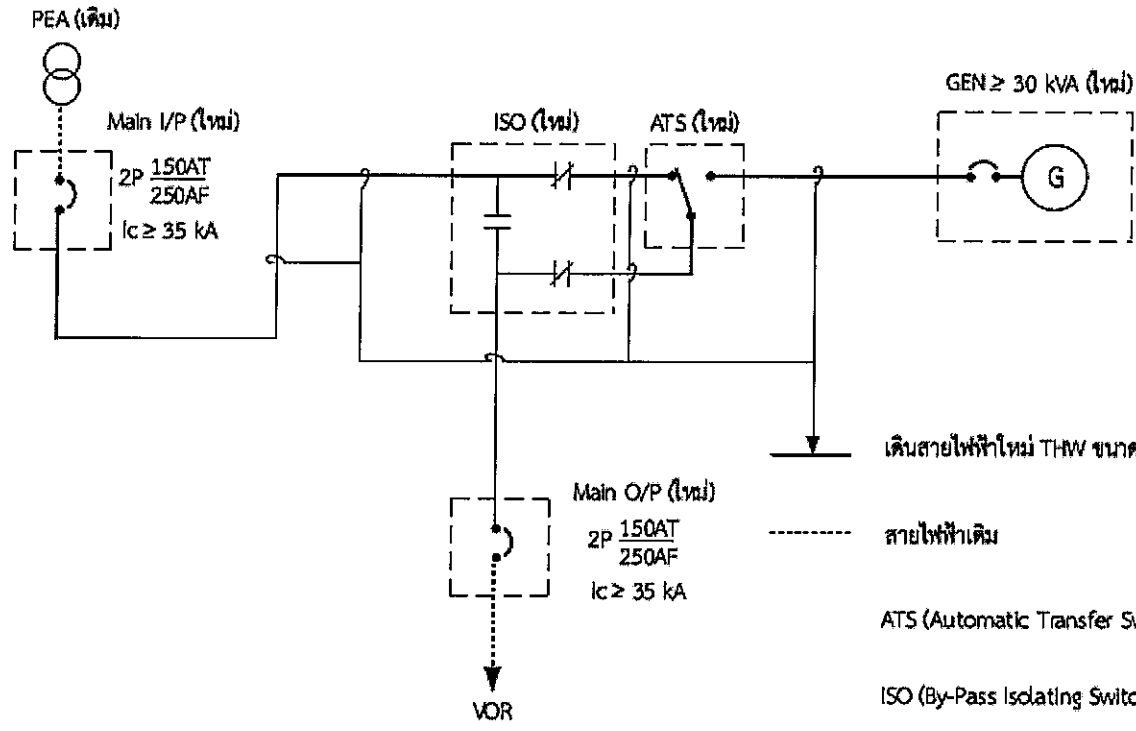 PEA (เดิม)
Main I/P (ใหม่)
2P 150AT
250AF
Ic ≥ 35 kA
ISO (ใหม่)
ATS (ใหม่)
GEN ≥ 30 kVA (ใหม่)
G
Main O/P (ใหม่)
2P 150AT
250AF
Ic ≥ 35 kA
VOR
เดินสายไฟฟ้าใหม่ THW ขนาด
สายไฟฟ้าเดิม
ATS (Automatic Transfer Sw
ISO (By-Pass Isolating Switc